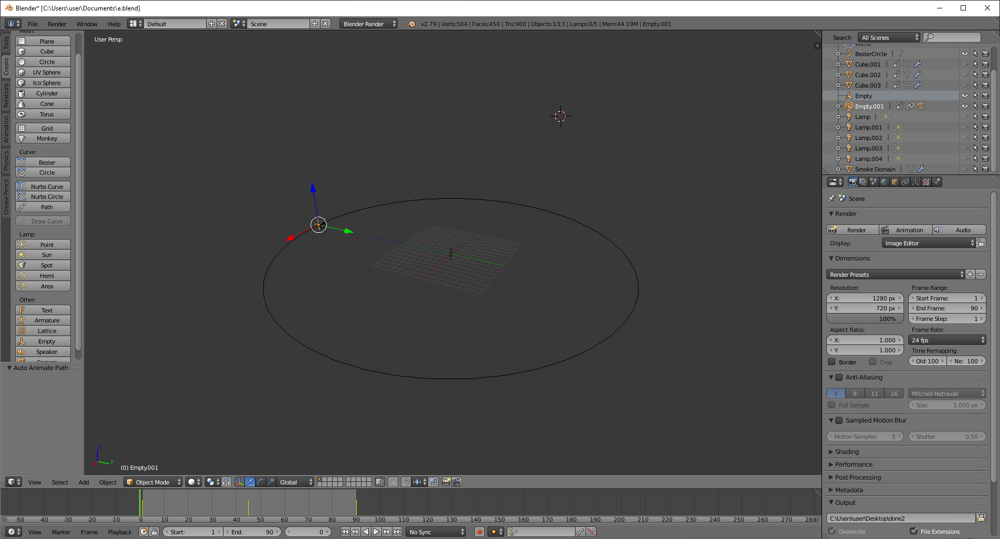 Blender* [C:\Users\user\Documents\e.blend]
File Render Window Help Default Scene Blender Render v2.79 | Verts:504 | Faces:450 | Tris:900 | Objects:1/13 | Lamps:0/5 | Mem:44.19M | Empty.001
Tools
Create
Relations
Animation
Physics
Grease Pencil
Mesh:
Plane
Cube
Circle
UV Sphere
Ico Sphere
Cylinder
Cone
Torus
Grid
Monkey
Curve:
Bezier
Circle
Nurbs Curve
Nurbs Circle
Path
Draw Curve
Lamp:
Point
Sun
Spot
Hemi
Area
Other:
Text
Armature
Lattice
Empty
Speaker
Camera
Auto Animate Path
User Persp
z
y
(0) Empty.001
View Select Add Object Object Mode Global
Search All Scenes
World
BezierCircle
Cube.001
Cube.002
Cube.003
Empty
Empty.001
Lamp
Lamp.001
Lamp.002
Lamp.003
Lamp.004
Smoke Domain
Scene
Render
Render Animation Audio
Display: Image Editor
Dimensions
Render Presets
Resolution: Frame Range:
X: 1280 px Start Frame: 1
Y: 720 px End Frame: 90
100% Frame Step: 1
Aspect Ratio: Frame Rate:
X: 1.000 24 fps
Y: 1.000 Time Remapping:
Border Crop Old: 100 Ne: 100
Anti-Aliasing
5 8 11 16 Mitchell-Netravali
Full Sample Size: 1.000 px
Sampled Motion Blur
Motion Samples: 5 Shutter: 0.50
Shading
Performance
Post Processing
Metadata
Output
C:\Users\user\Desktop\done2
Overwrite File Extensions
-50 -40 -30 -20 -10 0 10 20 30 40 50 60 70 80 90 100 110 120 130 140 150 160 170 180 190 200 210 220 230 240 250 260 270 280
View Marker Frame Playback Start: 1 End: 90 0 No Sync